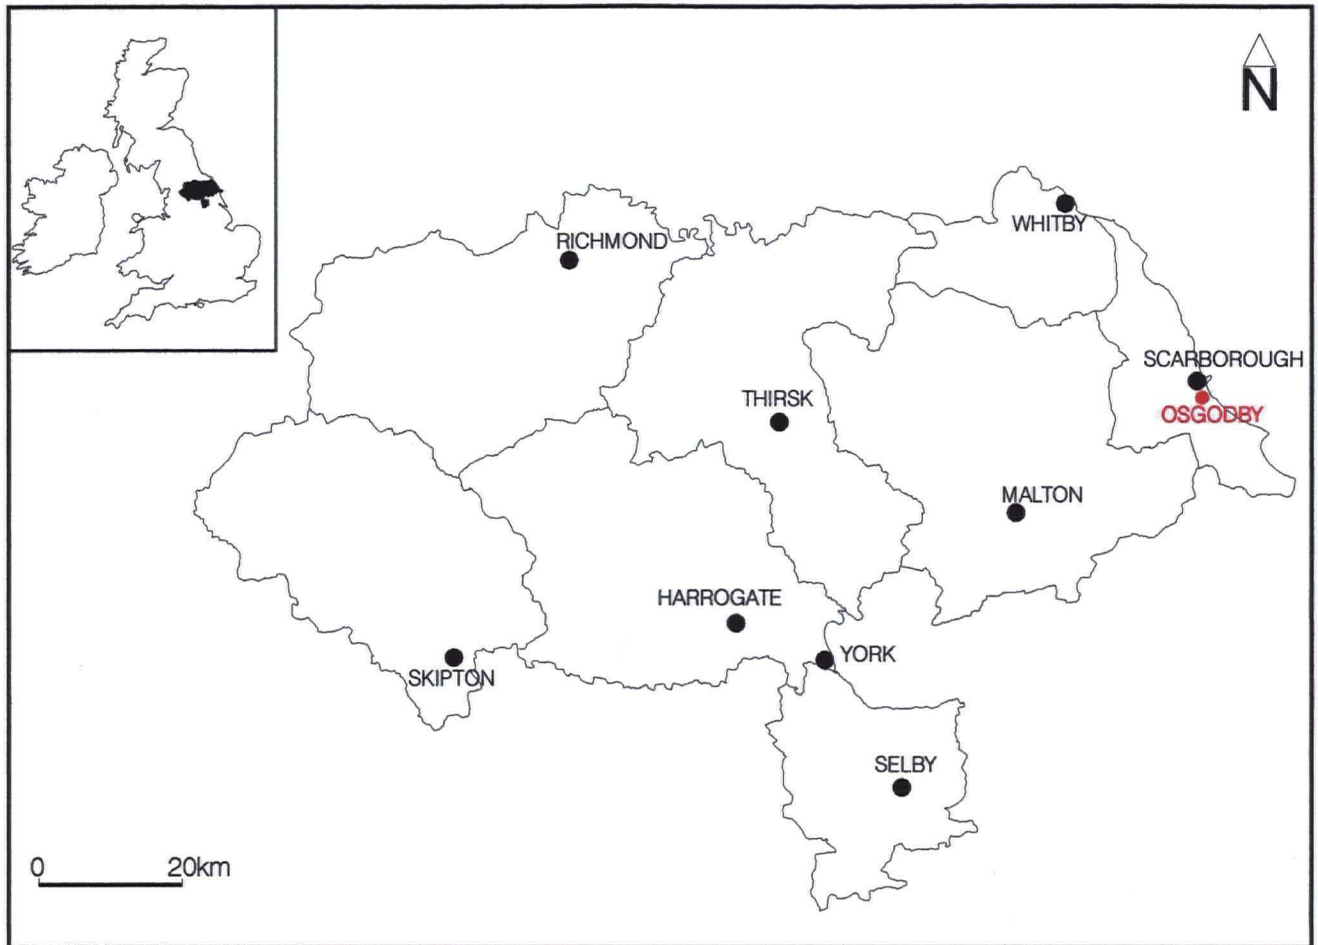 N
WHITBY
RICHMOND
SCARBOROUGH
THIRSK
OSGODBY
MALTON
HARROGATE
YORK
SKIPTON
SELBY
0 20km